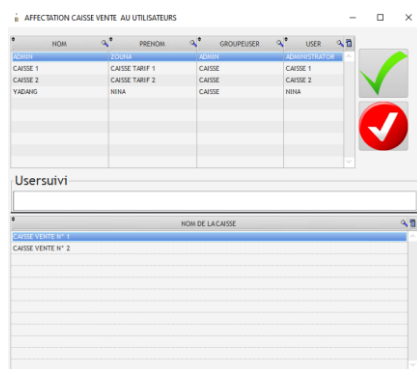 AFFECTATION CAISSE VENTE AU UTILISATEURS
NOM PRENOM GROUPEUSER USER
ADMIN ZOUNA ADMIN ADMINISTRATOR
CAISSE 1 CAISSE TARIF 1 CAISSE CAISSE 1
CAISSE 2 CAISSE TARIF 2 CAISSE CAISSE 2
YADANG NINA CAISSE NINA
Usersuivi
NOM DE LACAISSE
CAISSE VENTE N° 1
CAISSE VENTE N° 2